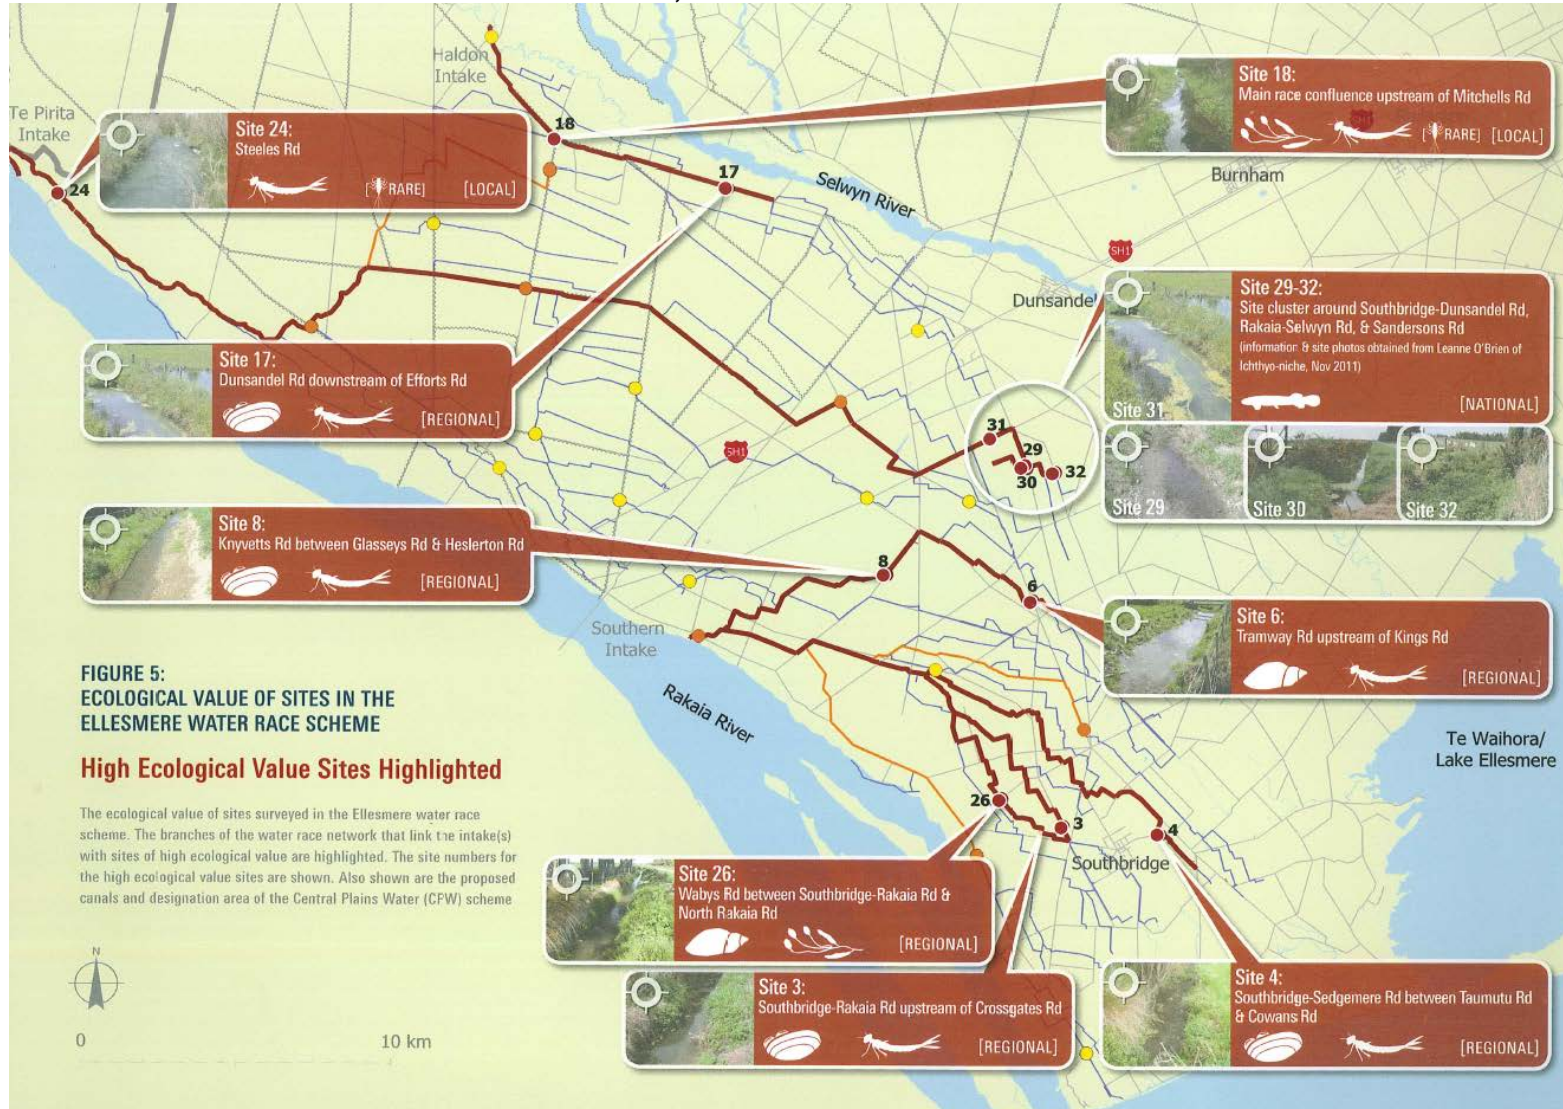 Haldon
Intake
Te Pirita
Intake
Site 24:
Steeles Rd
[RARE] [LOCAL]
24
18
17
Selwyn River
Site 18:
Main race confluence upstream of Mitchells Rd
SH1
[RARE] [LOCAL]
Burnham
SH1
Dunsandel
Site 29-32:
Site cluster around Southbridge-Dunsandel Rd,
Rakaia-Selwyn Rd, & Sandersons Rd
(information & site photos obtained from Leanne O'Brien of
Ichthyo-niche, Nov 2011)
[NATIONAL]
Site 31
Site 29
Site 30
Site 32
Site 17:
Dunsandel Rd downstream of Efforts Rd
[REGIONAL]
SH1
31
29
30
32
Site 8:
Knyvetts Rd between Glasseys Rd & Heslerton Rd
[REGIONAL]
8
6
Southern
Intake
Site 6:
Tramway Rd upstream of Kings Rd
[REGIONAL]
Rakaia River
FIGURE 5:
ECOLOGICAL VALUE OF SITES IN THE
ELLESMERE WATER RACE SCHEME
High Ecological Value Sites Highlighted
The ecological value of sites surveyed in the Ellesmere water race
scheme. The branches of the water race network that link the intake(s)
with sites of high ecological value are highlighted. The site numbers for
the high ecological value sites are shown. Also shown are the proposed
canals and designation area of the Central Plains Water (CPW) scheme
Te Waihora/
Lake Ellesmere
26
3
4
Southbridge
Site 26:
Wabys Rd between Southbridge-Rakaia Rd &
North Rakaia Rd
[REGIONAL]
Site 3:
Southbridge-Rakaia Rd upstream of Crossgates Rd
[REGIONAL]
Site 4:
Southbridge-Sedgemere Rd between Taumutu Rd
& Cowans Rd
[REGIONAL]
N
0 10 km